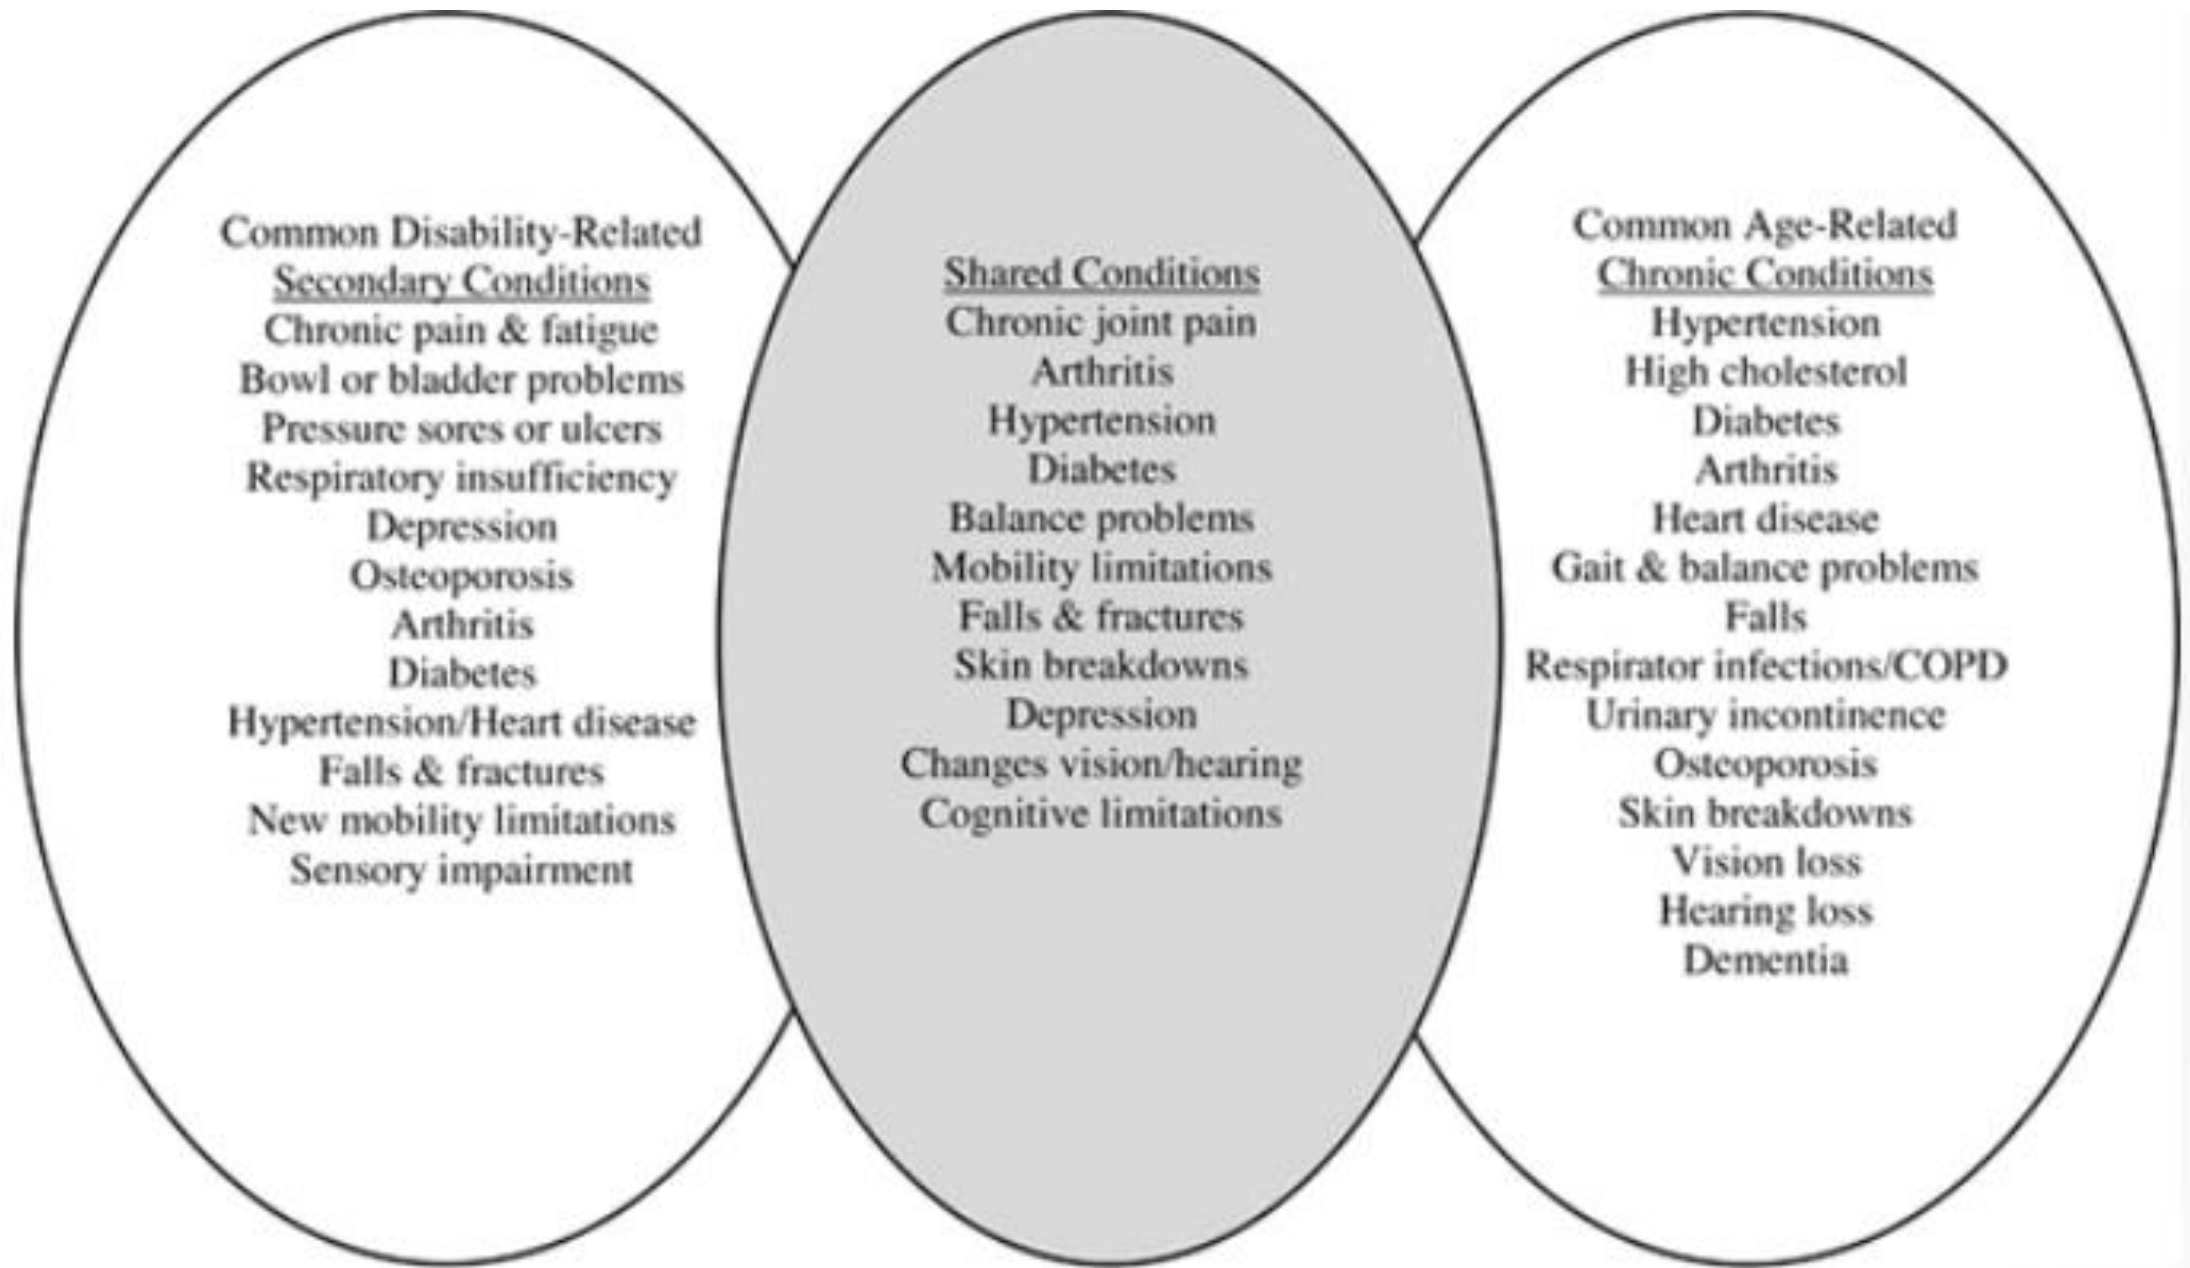 Common Disability-Related
Secondary Conditions
Chronic pain & fatigue
Bowl or bladder problems
Pressure sores or ulcers
Respiratory insufficiency
Depression
Osteoporosis
Arthritis
Diabetes
Hypertension/Heart disease
Falls & fractures
New mobility limitations
Sensory impairment
Shared Conditions
Chronic joint pain
Arthritis
Hypertension
Diabetes
Balance problems
Mobility limitations
Falls & fractures
Skin breakdowns
Depression
Changes vision/hearing
Cognitive limitations
Common Age-Related
Chronic Conditions
Hypertension
High cholesterol
Diabetes
Arthritis
Heart disease
Gait & balance problems
Falls
Respirator infections/COPD
Urinary incontinence
Osteoporosis
Skin breakdowns
Vision loss
Hearing loss
Dementia